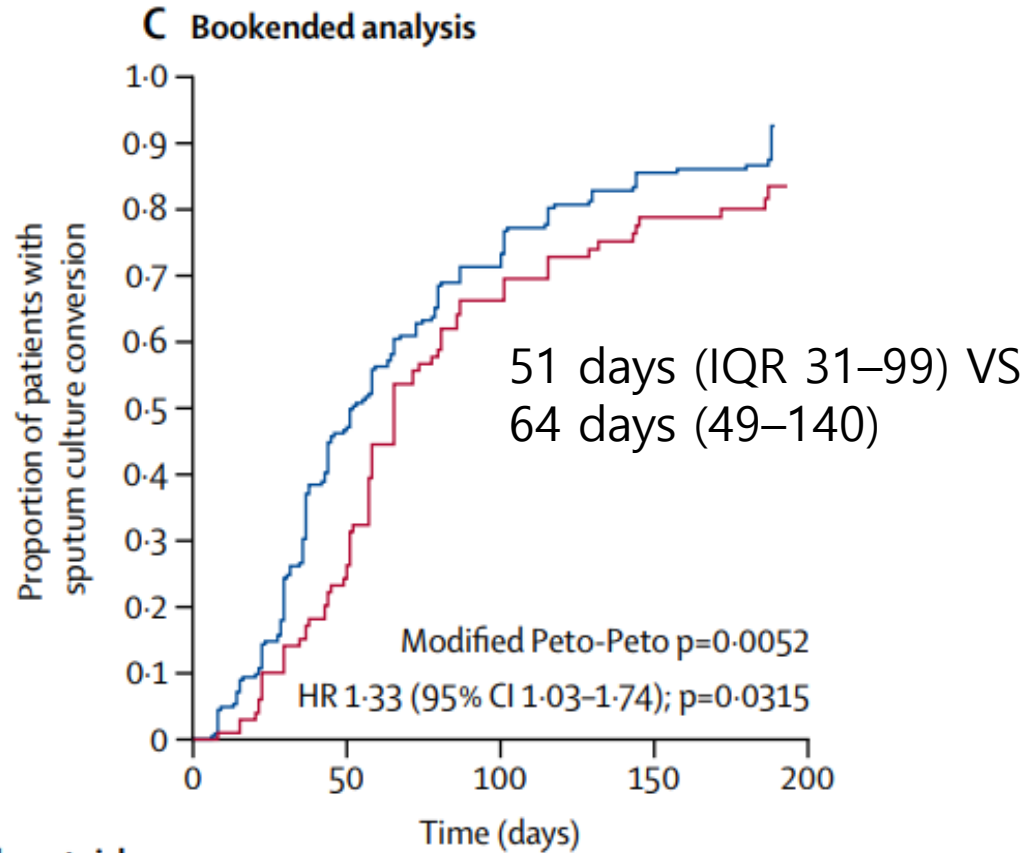 C Bookended analysis
1·0
0·9
0·8
0·7
0·6
0·5
0·4
0·3
0·2
0·1
0
Proportion of patients with
sputum culture conversion
51 days (IQR 31–99) VS
64 days (49–140)
Modified Peto-Peto p=0·0052
HR 1·33 (95% CI 1·03–1·74); p=0·0315
0 50 100 150 200
Time (days)